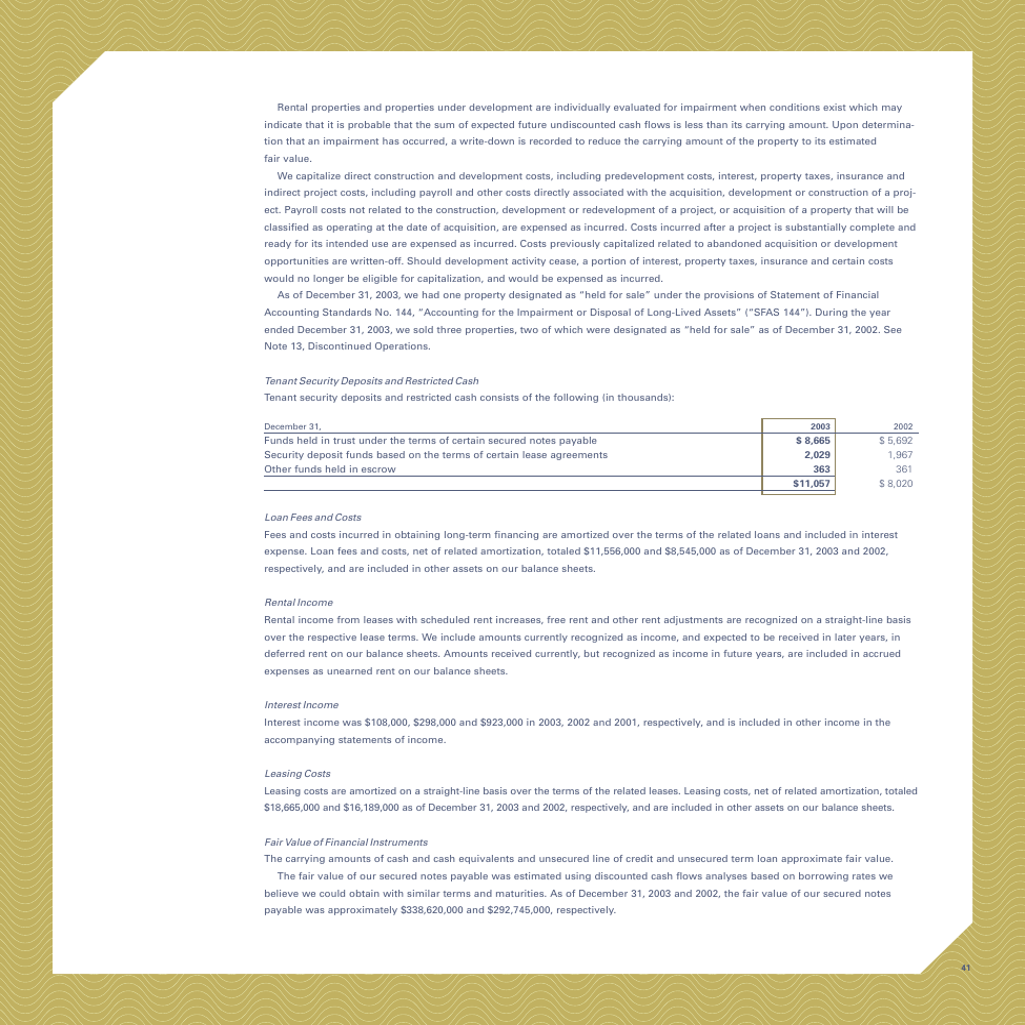 Rental properties and properties under development are individually evaluated for impairment when conditions exist which may
indicate that it is probable that the sum of expected future undiscounted cash flows is less than its carrying amount. Upon determina-
tion that an impairment has occurred, a write-down is recorded to reduce the carrying amount of the property to its estimated
fair value.
We capitalize direct construction and development costs, including predevelopment costs, interest, property taxes, insurance and
indirect project costs, including payroll and other costs directly associated with the acquisition, development or construction of a proj-
ect. Payroll costs not related to the construction, development or redevelopment of a project, or acquisition of a property that will be
classified as operating at the date of acquisition, are expensed as incurred. Costs incurred after a project is substantially complete and
ready for its intended use are expensed as incurred. Costs previously capitalized related to abandoned acquisition or development
opportunities are written-off. Should development activity cease, a portion of interest, property taxes, insurance and certain costs
would no longer be eligible for capitalization, and would be expensed as incurred.
As of December 31, 2003, we had one property designated as “held for sale” under the provisions of Statement of Financial
Accounting Standards No. 144, “Accounting for the Impairment or Disposal of Long-Lived Assets” (“SFAS 144”). During the year
ended December 31, 2003, we sold three properties, two of which were designated as “held for sale” as of December 31, 2002. See
Note 13, Discontinued Operations.
Tenant Security Deposits and Restricted Cash
Tenant security deposits and restricted cash consists of the following (in thousands):
December 31, 2003 2002
Funds held in trust under the terms of certain secured notes payable $ 8,665 $ 5,692
Security deposit funds based on the terms of certain lease agreements 2,029 1,967
Other funds held in escrow 363 361
$11,057 $ 8,020
Loan Fees and Costs
Fees and costs incurred in obtaining long-term financing are amortized over the terms of the related loans and included in interest
expense. Loan fees and costs, net of related amortization, totaled $11,556,000 and $8,545,000 as of December 31, 2003 and 2002,
respectively, and are included in other assets on our balance sheets.
Rental Income
Rental income from leases with scheduled rent increases, free rent and other rent adjustments are recognized on a straight-line basis
over the respective lease terms. We include amounts currently recognized as income, and expected to be received in later years, in
deferred rent on our balance sheets. Amounts received currently, but recognized as income in future years, are included in accrued
expenses as unearned rent on our balance sheets.
Interest Income
Interest income was $108,000, $298,000 and $923,000 in 2003, 2002 and 2001, respectively, and is included in other income in the
accompanying statements of income.
Leasing Costs
Leasing costs are amortized on a straight-line basis over the terms of the related leases. Leasing costs, net of related amortization, totaled
$18,665,000 and $16,189,000 as of December 31, 2003 and 2002, respectively, and are included in other assets on our balance sheets.
Fair Value of Financial Instruments
The carrying amounts of cash and cash equivalents and unsecured line of credit and unsecured term loan approximate fair value.
The fair value of our secured notes payable was estimated using discounted cash flows analyses based on borrowing rates we
believe we could obtain with similar terms and maturities. As of December 31, 2003 and 2002, the fair value of our secured notes
payable was approximately $338,620,000 and $292,745,000, respectively.
41